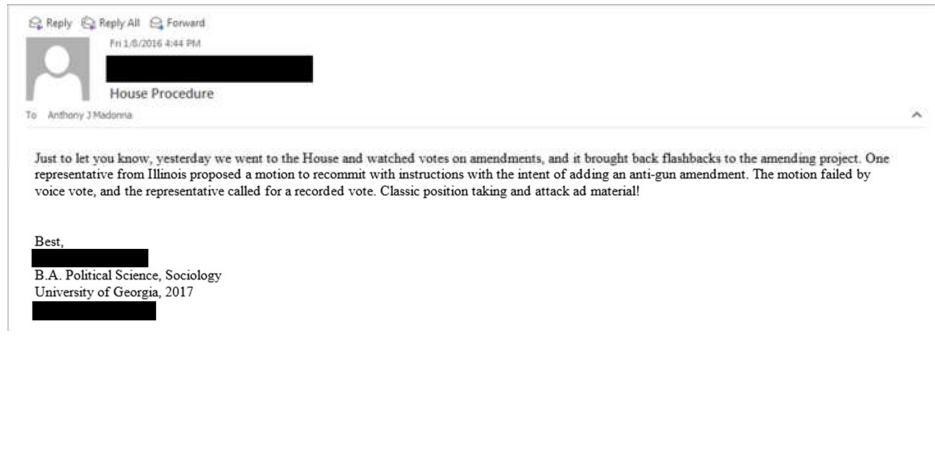 Reply Reply All Forward
Fri 1/8/2016 4:44 PM
House Procedure
To Anthony J Madonna
Just to let you know, yesterday we went to the House and watched votes on amendments, and it brought back flashbacks to the amending project. One
representative from Illinois proposed a motion to recommit with instructions with the intent of adding an anti-gun amendment. The motion failed by
voice vote, and the representative called for a recorded vote. Classic position taking and attack ad material!
Best,
B.A. Political Science, Sociology
University of Georgia, 2017